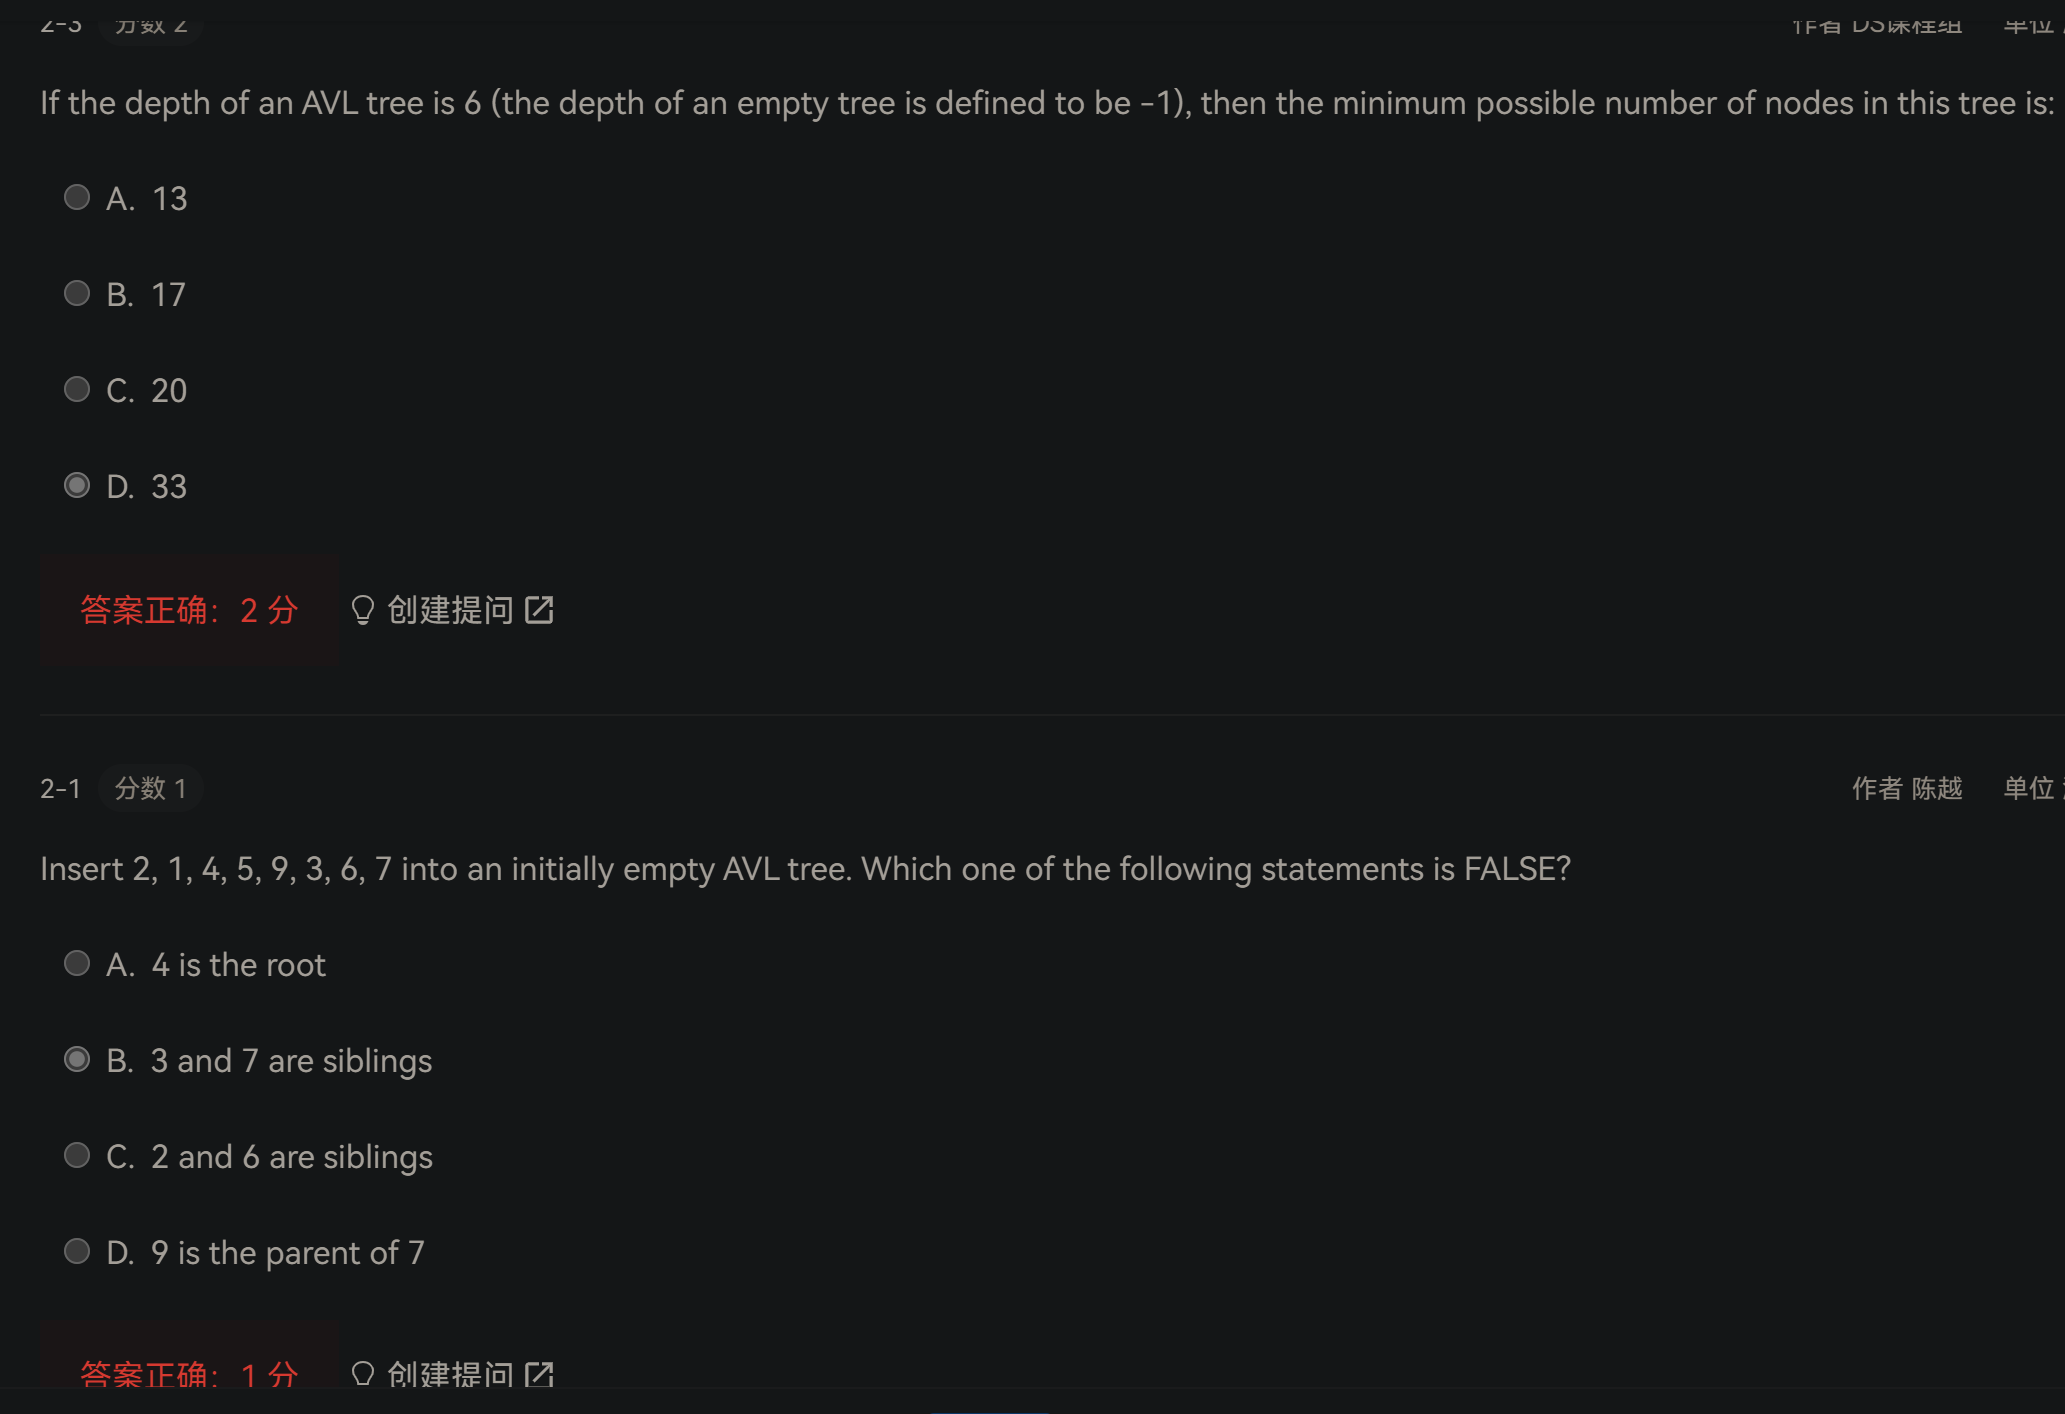 2-3 分数 2 作者 DS课程组 单位
If the depth of an AVL tree is 6 (the depth of an empty tree is defined to be -1), then the minimum possible number of nodes in this tree is:
A. 13
B. 17
C. 20
D. 33
答案正确: 2 分 创建提问
2-1 分数 1 作者 陈越 单位
Insert 2, 1, 4, 5, 9, 3, 6, 7 into an initially empty AVL tree. Which one of the following statements is FALSE?
A. 4 is the root
B. 3 and 7 are siblings
C. 2 and 6 are siblings
D. 9 is the parent of 7
答案正确: 1 分 创建提问